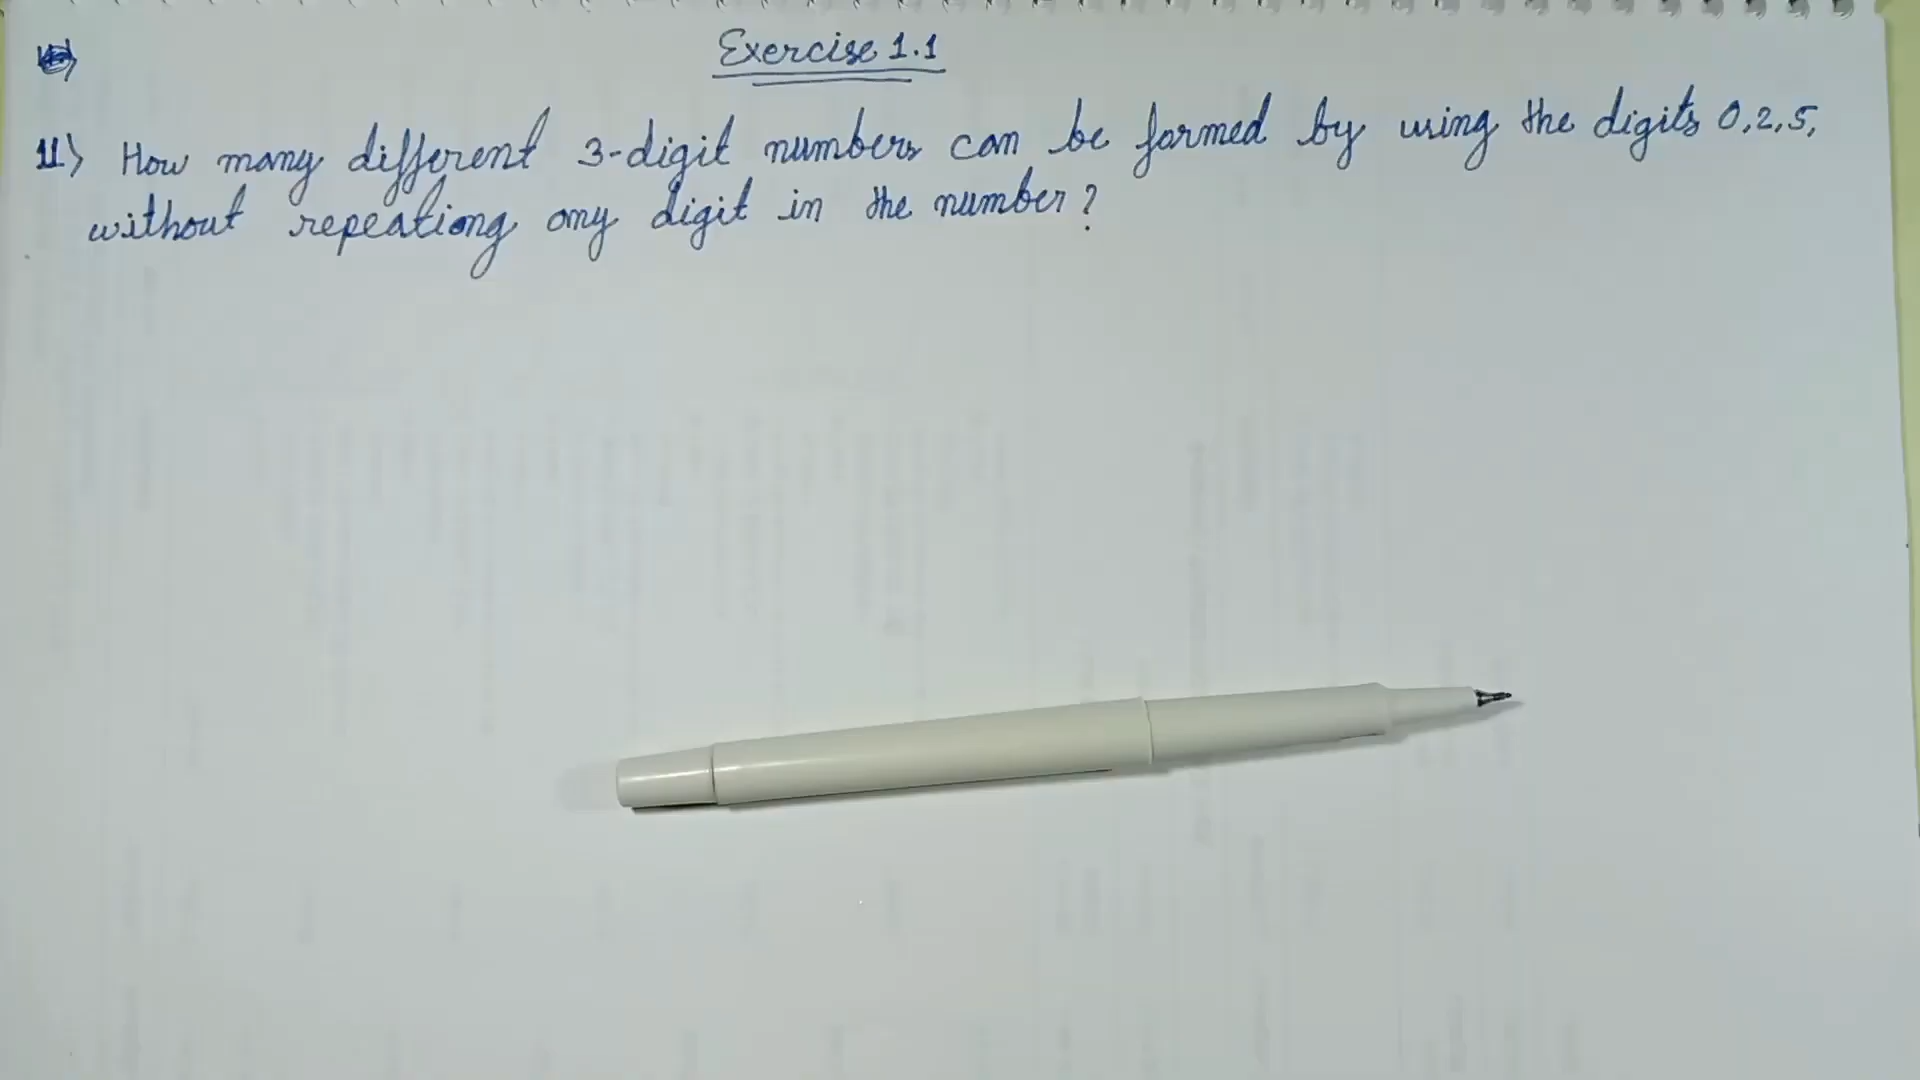 Exercise 1.1
11) How many different 3-digit numbers can be formed by using the digits 0,2,5,
without repeating any digit in the number?